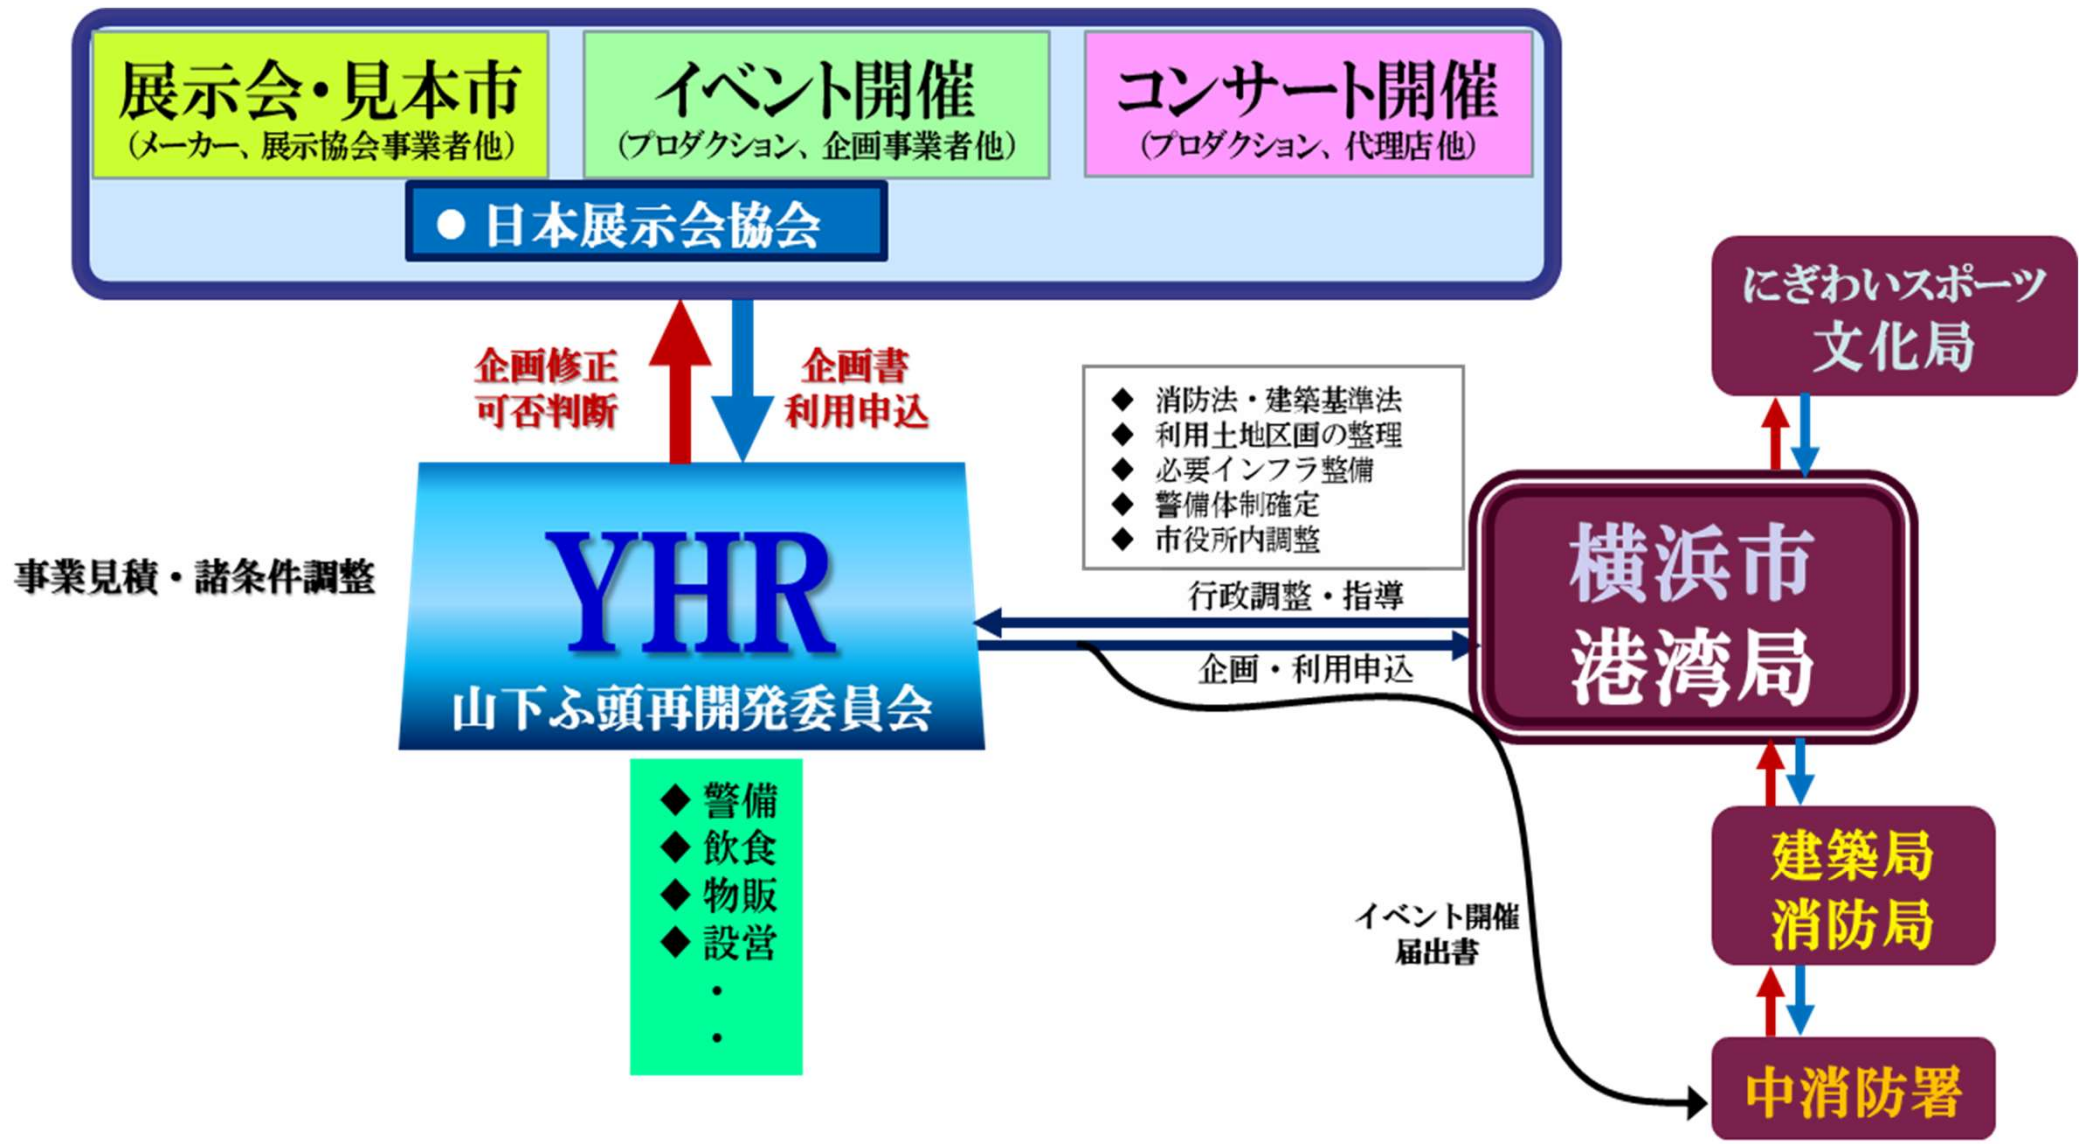 展示会・見本市
(メーカー、展示協会事業者他)
イベント開催
(プロダクション、企画事業者他)
コンサート開催
(プロダクション、代理店他)
● 日本展示会協会
企画修正
可否判断
企画書
利用申込
にぎわいスポーツ
文化局
◆ 消防法・建築基準法
◆ 利用土地区画の整理
◆ 必要インフラ整備
◆ 警備体制確定
◆ 市役所内調整
事業見積・諸条件調整
YHR
山下ふ頭再開発委員会
行政調整・指導
企画・利用申込
横浜市
港湾局
◆ 警備
◆ 飲食
◆ 物販
◆ 設営
・
・
イベント開催
届出書
建築局
消防局
中消防署